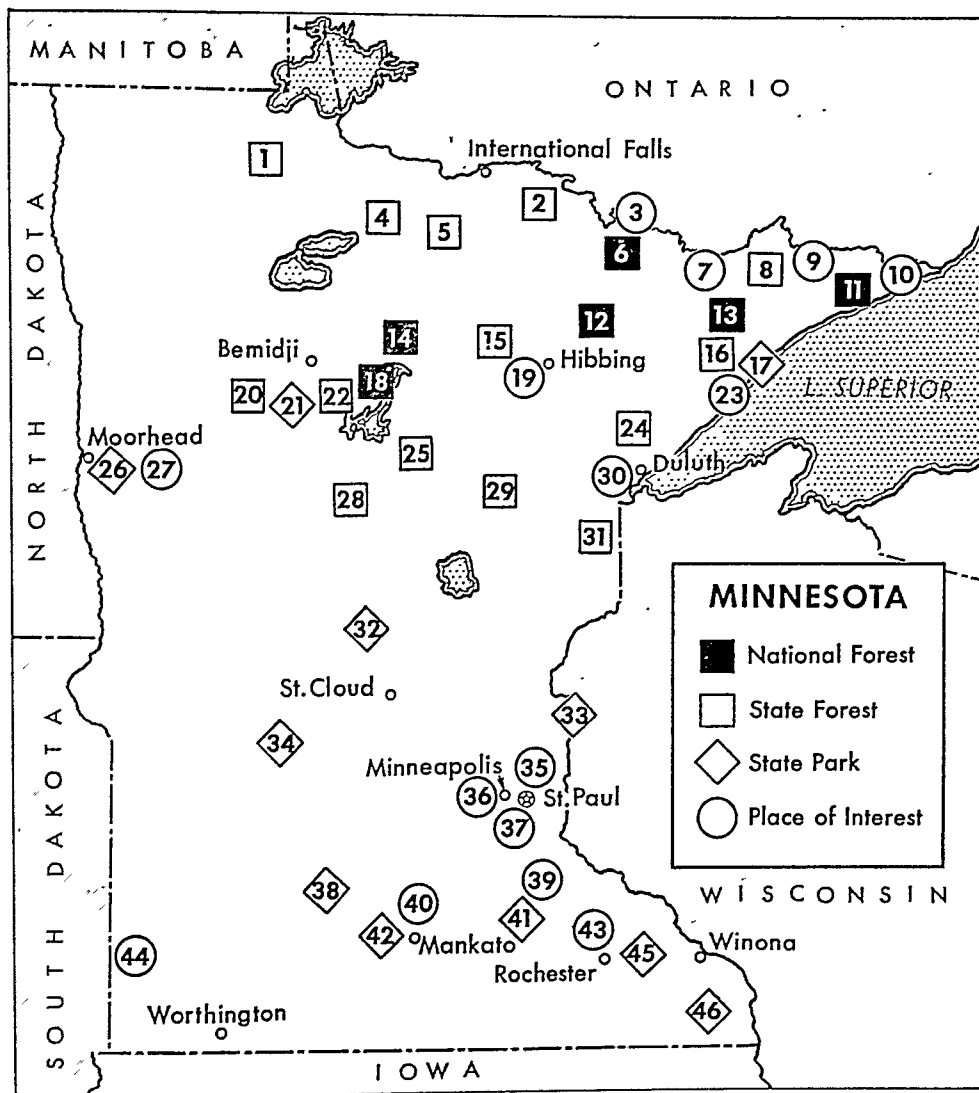 MANITOBA
ONTARIO
International Falls
1
2
3
4
5
6
7
8
9
10
11
12
13
14
15
16
17
Bemidji
18
19
Hibbing
20
21
22
23
L. SUPERIOR
NORTH DAKOTA
Moorhead
24
25
26
27
28
29
30
Duluth
31
MINNESOTA
National Forest
State Forest
State Park
Place of Interest
32
St. Cloud
33
34
35
Minneapolis
36
St. Paul
37
SOUTH DAKOTA
WISCONSIN
38
39
40
41
42
Mankato
43
Rochester
44
45
Winona
46
Worthington
IOWA